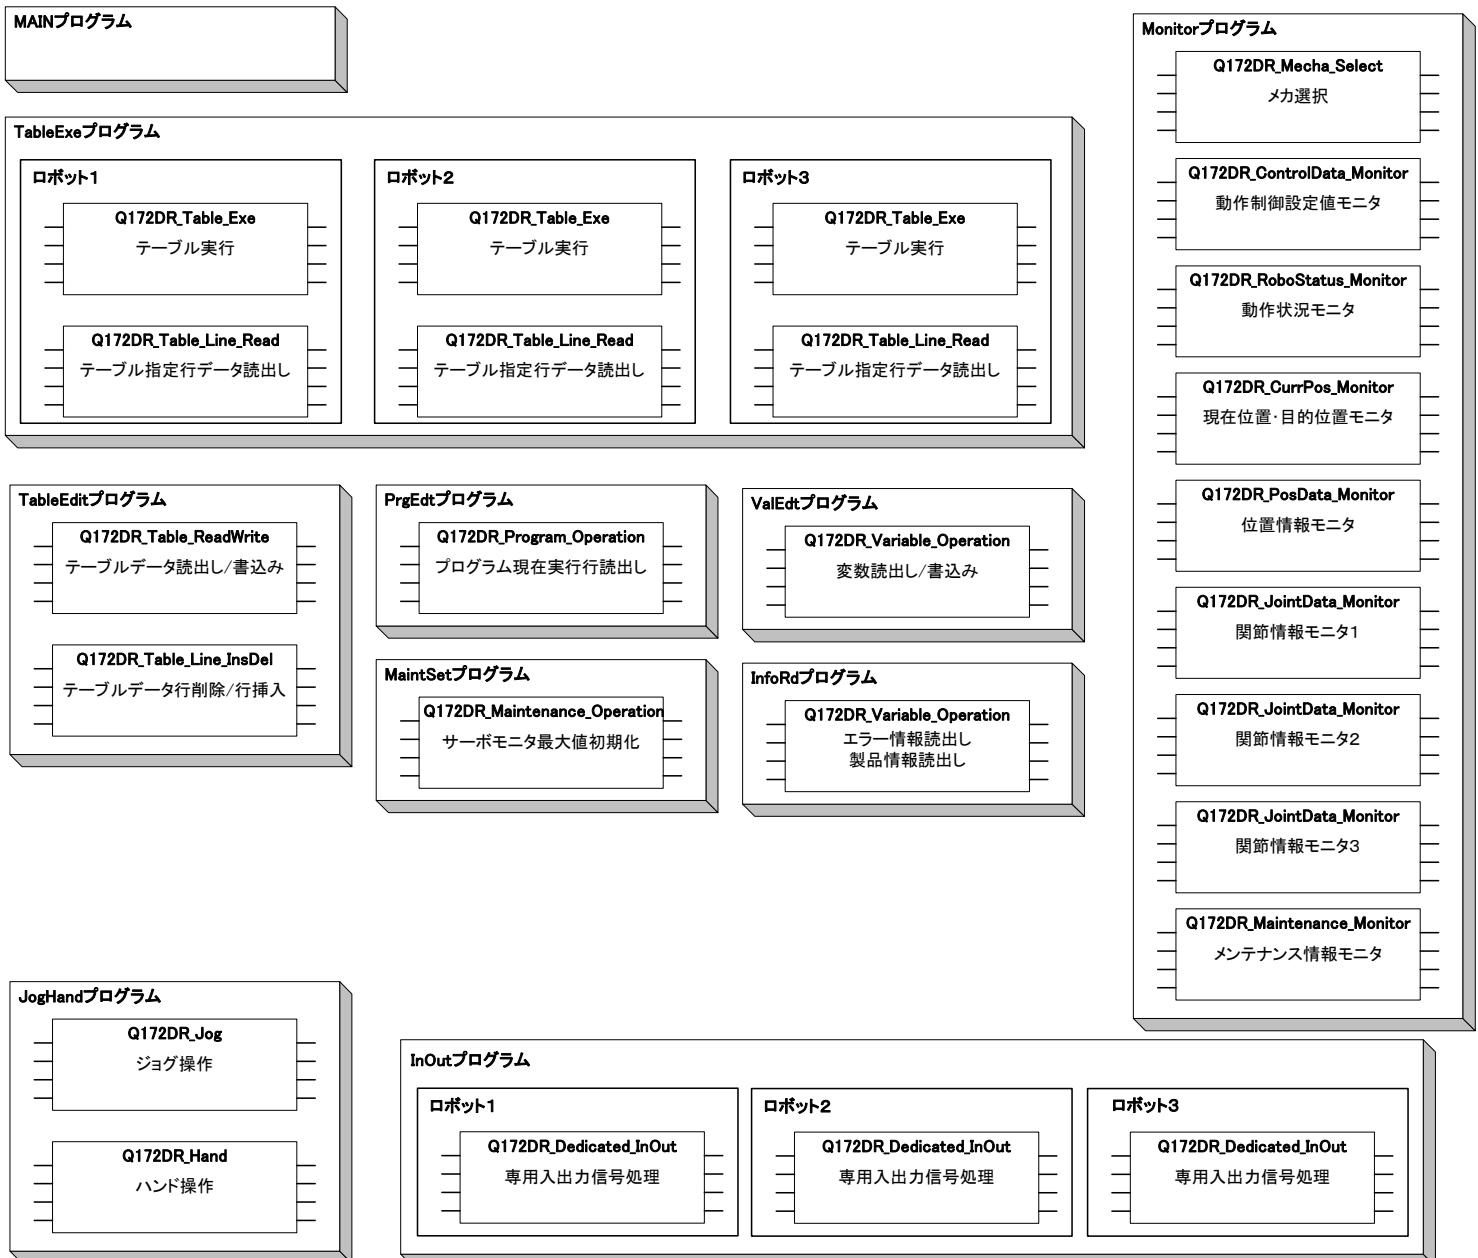 MAINプログラム
TableExeプログラム
ロボット1
Q172DR_Table_Exe
テーブル実行
Q172DR_Table_Line_Read
テーブル指定行データ読出し
ロボット2
Q172DR_Table_Exe
テーブル実行
Q172DR_Table_Line_Read
テーブル指定行データ読出し
ロボット3
Q172DR_Table_Exe
テーブル実行
Q172DR_Table_Line_Read
テーブル指定行データ読出し
TableEditプログラム
Q172DR_Table_ReadWrite
テーブルデータ読出し/書込み
Q172DR_Table_Line_InsDel
テーブルデータ行削除/行挿入
PrgEdtプログラム
Q172DR_Program_Operation
プログラム現在実行行読出し
ValEdtプログラム
Q172DR_Variable_Operation
変数読出し/書込み
MaintSetプログラム
Q172DR_Maintenance_Operation
サーボモニタ最大値初期化
InfoRdプログラム
Q172DR_Variable_Operation
エラー情報読出し
製品情報読出し
Monitorプログラム
Q172DR_Mecha_Select
メカ選択
Q172DR_ControlData_Monitor
動作制御設定値モニタ
Q172DR_RoboStatus_Monitor
動作状況モニタ
Q172DR_CurrPos_Monitor
現在位置・目的位置モニタ
Q172DR_PosData_Monitor
位置情報モニタ
Q172DR_JointData_Monitor
関節情報モニタ1
Q172DR_JointData_Monitor
関節情報モニタ2
Q172DR_JointData_Monitor
関節情報モニタ3
Q172DR_Maintenance_Monitor
メンテナンス情報モニタ
JogHandプログラム
Q172DR_Jog
ジョグ操作
Q172DR_Hand
ハンド操作
InOutプログラム
ロボット1
Q172DR_Dedicated_InOut
専用入出力信号処理
ロボット2
Q172DR_Dedicated_InOut
専用入出力信号処理
ロボット3
Q172DR_Dedicated_InOut
専用入出力信号処理